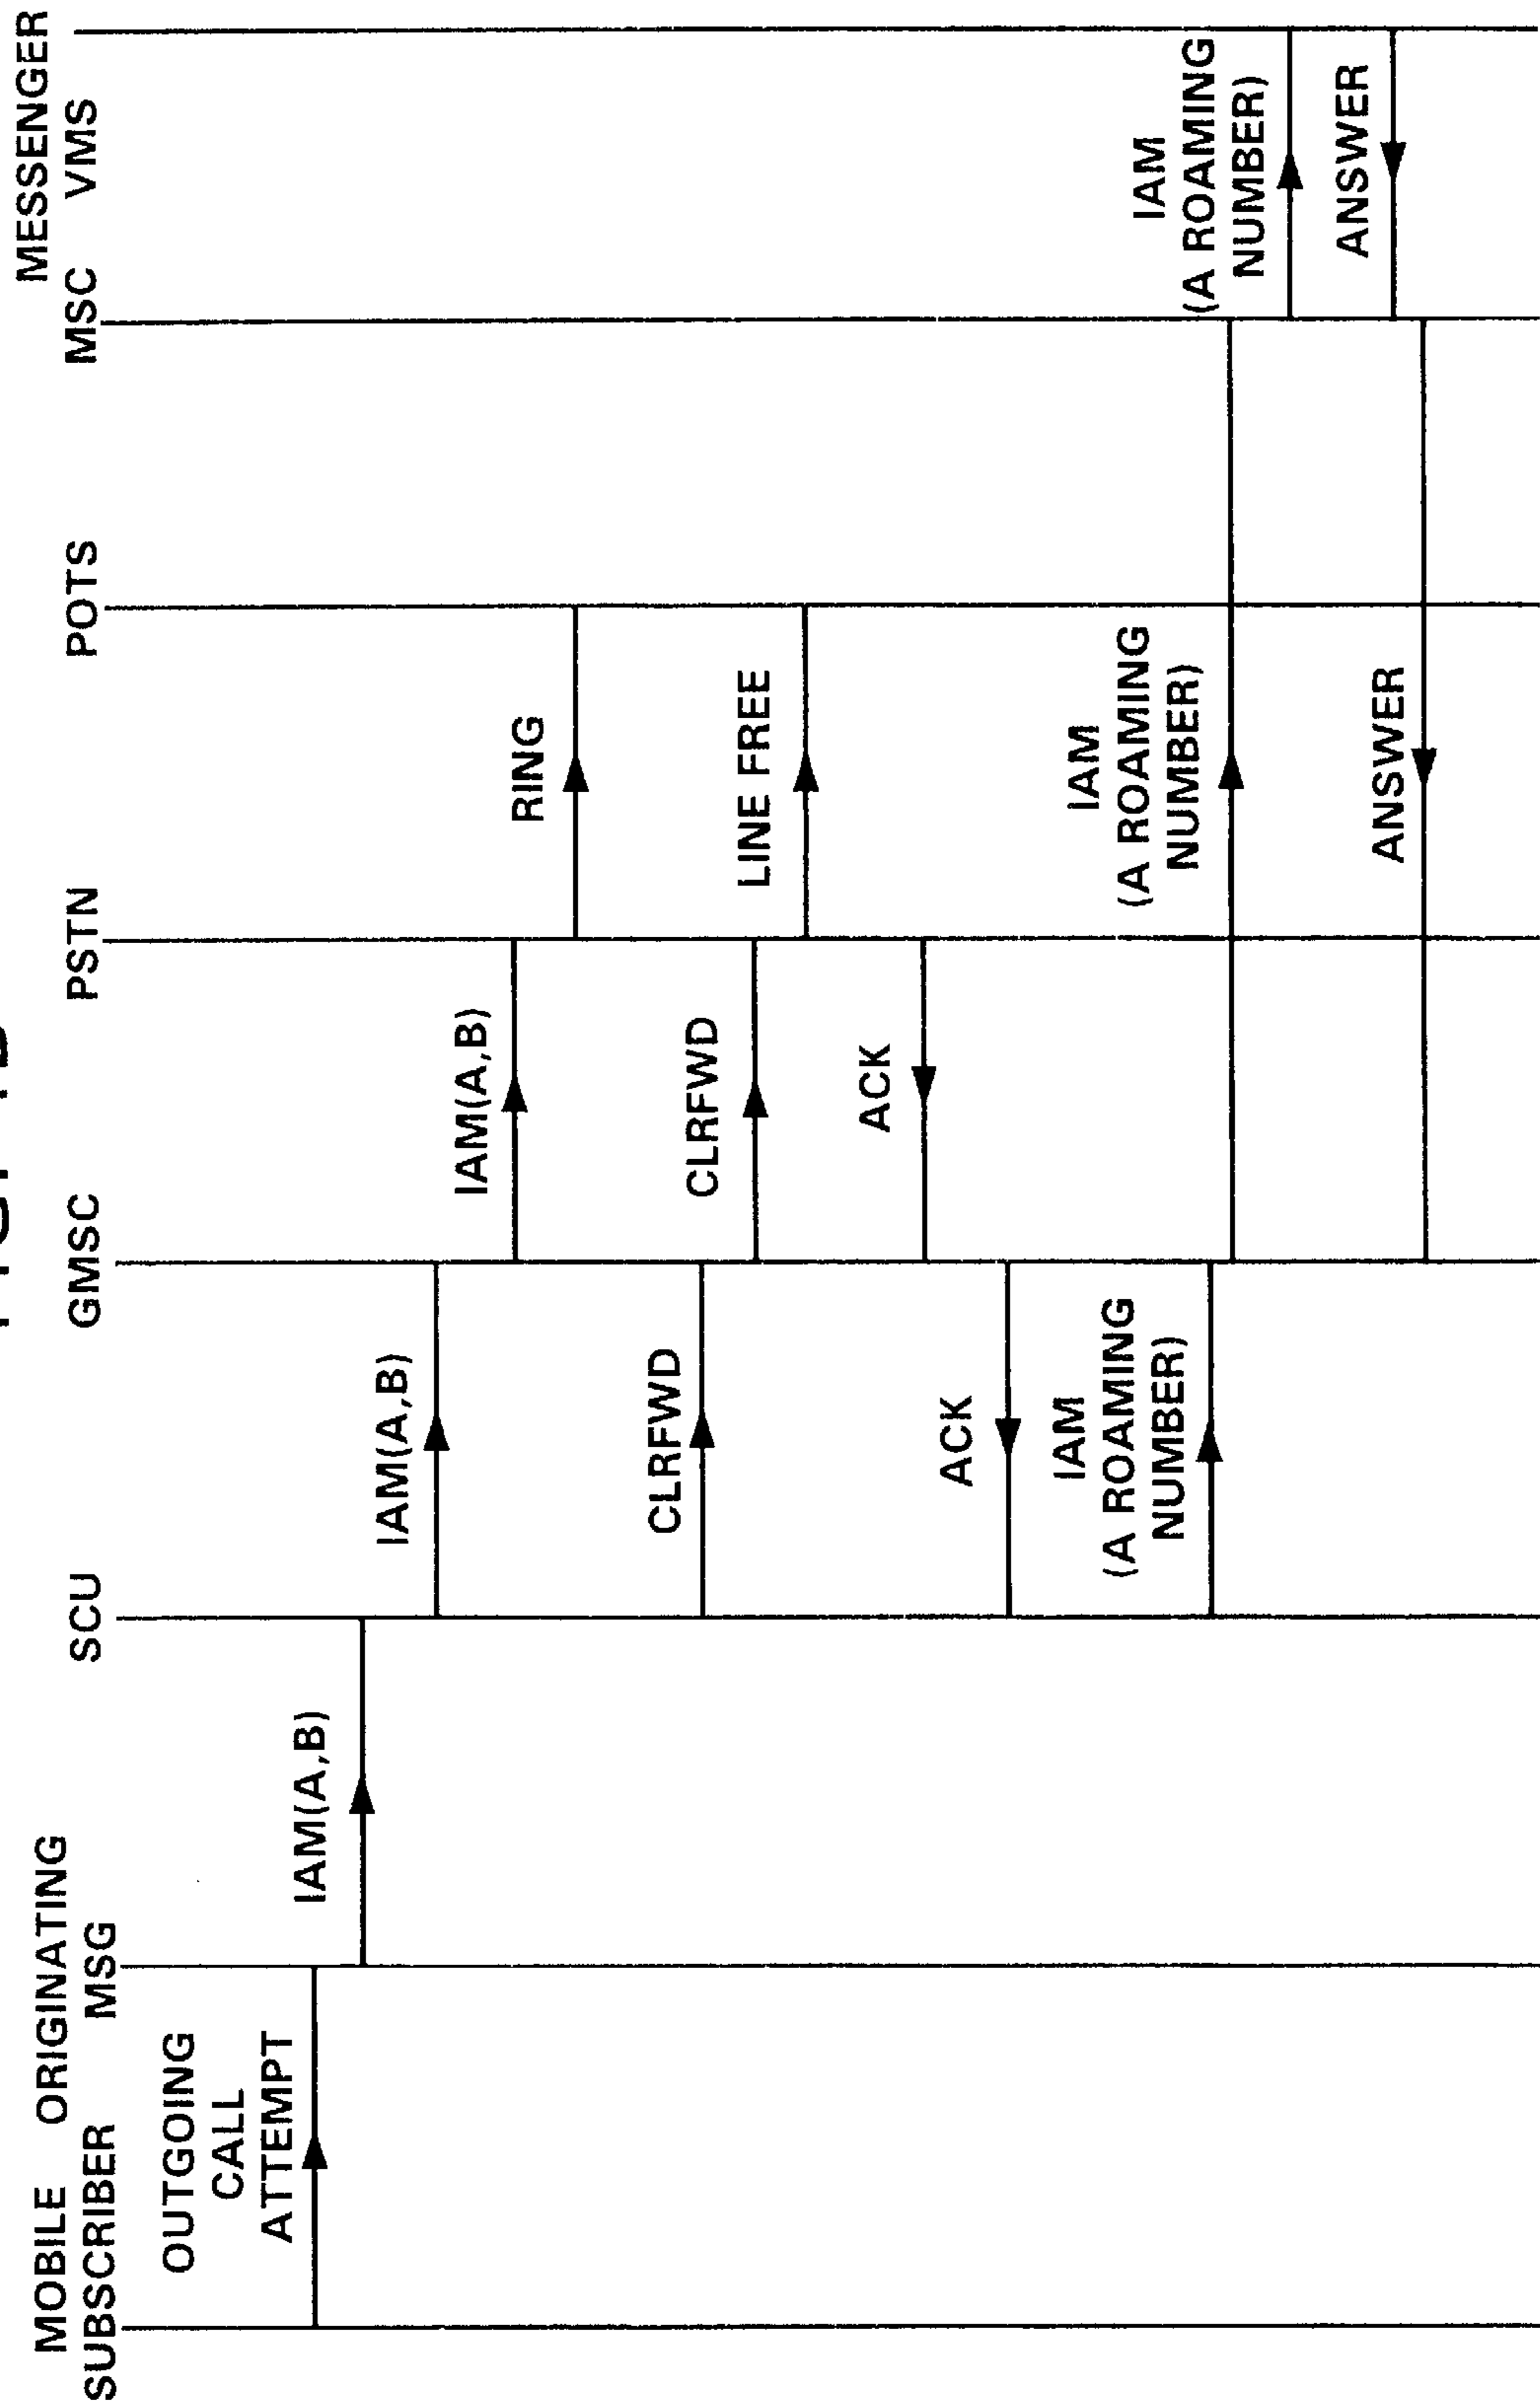 MOBILE ORIGINATING MESSENGER
SUBSCRIBER MSG SCU GMSC PSTN POTS MSC VMS
OUTGOING
CALL
ATTEMPT
IAM(A,B)
IAM(A,B)
IAM(A,B)
RING
CLRFWD
CLRFWD
LINE FREE
ACK
ACK
IAM
(A ROAMING
NUMBER)
IAM
(A ROAMING
NUMBER)
IAM
(A ROAMING
NUMBER)
ANSWER
ANSWER